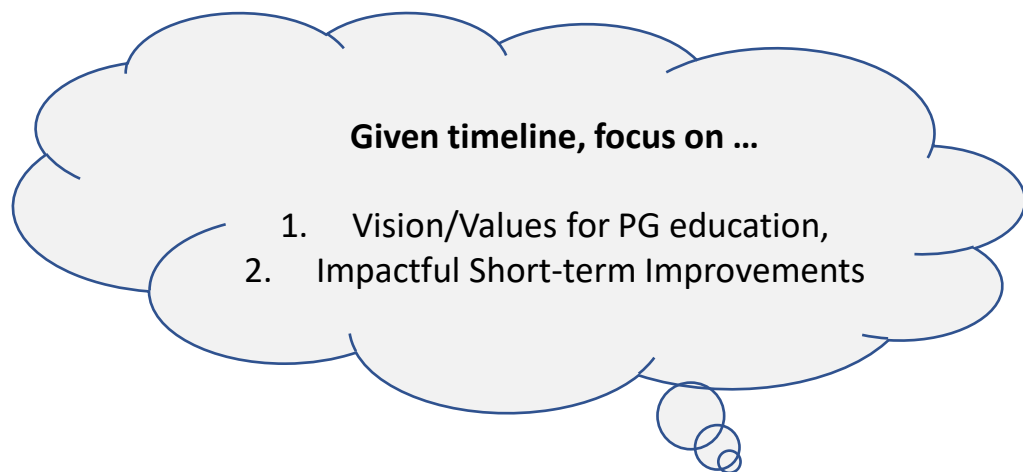 Given timeline, focus on …
1. Vision/Values for PG education,
2. Impactful Short-term Improvements